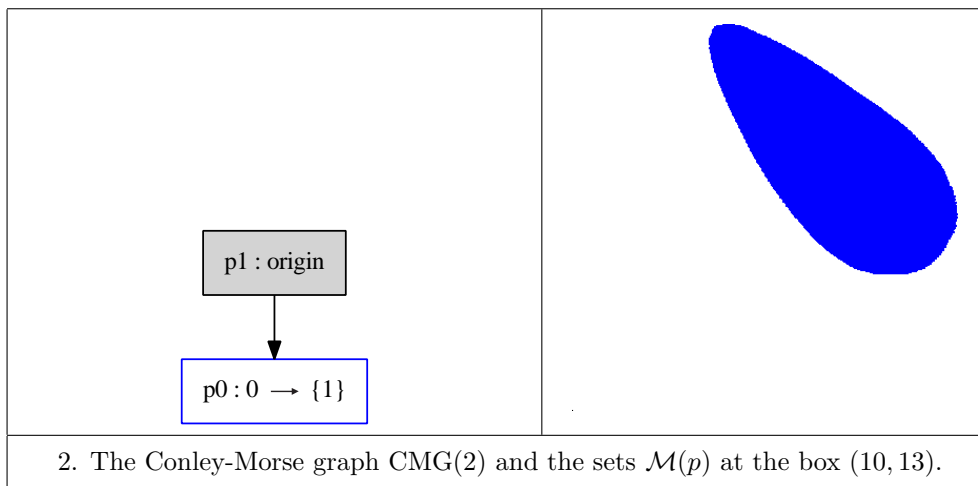 p1 : origin
p0 : 0 → {1}
2. The Conley-Morse graph CMG(2) and the sets ℳ(p) at the box (10, 13).